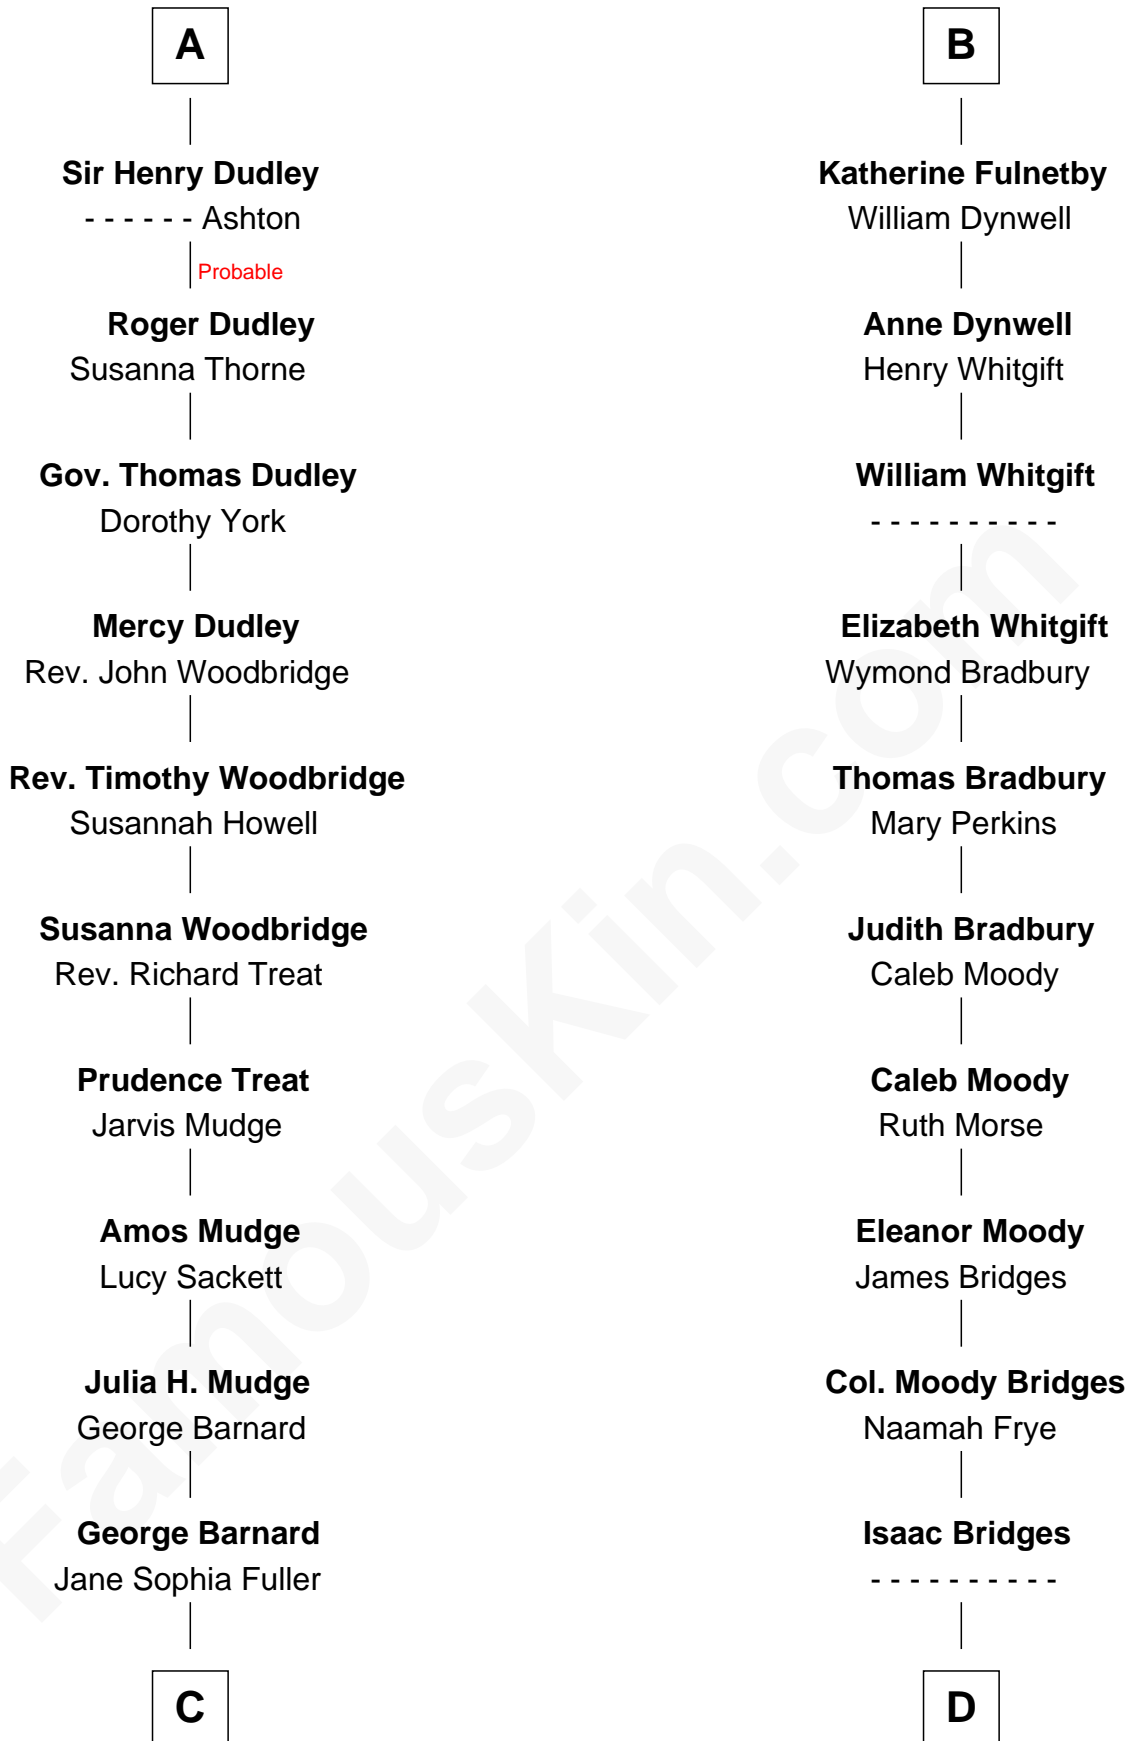 A
Sir Henry Dudley
- - - - - - Ashton
Probable
Roger Dudley
Susanna Thorne
Gov. Thomas Dudley
Dorothy York
Mercy Dudley
Rev. John Woodbridge
Rev. Timothy Woodbridge
Susannah Howell
Susanna Woodbridge
Rev. Richard Treat
Prudence Treat
Jarvis Mudge
Amos Mudge
Lucy Sackett
Julia H. Mudge
George Barnard
George Barnard
Jane Sophia Fuller
C
B
Katherine Fulnetby
William Dynwell
Anne Dynwell
Henry Whitgift
William Whitgift
- - - - - - - - - -
Elizabeth Whitgift
Wymond Bradbury
Thomas Bradbury
Mary Perkins
Judith Bradbury
Caleb Moody
Caleb Moody
Ruth Morse
Eleanor Moody
James Bridges
Col. Moody Bridges
Naamah Frye
Isaac Bridges
- - - - - - - - - -
D
FamousKin.com